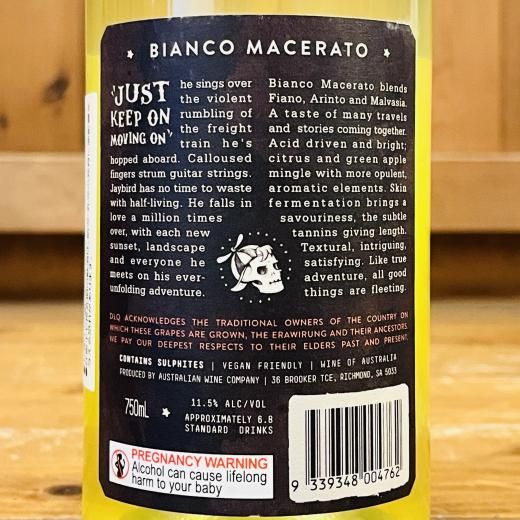 BIANCO MACERATO
'JUST
KEEP ON
MOVING ON'
he sings over
the violent
rumbling of
the freight
train he's
hopped aboard. Calloused
fingers strum guitar strings.
Jaybird has no time to waste
with half-living. He falls in
love a million times
over, with each new
sunset, landscape
and everyone he
meets on his ever-
unfolding adventure.
Bianco Macerato blends
Fiano, Arinto and Malvasia.
A taste of many travels
and stories coming together.
Acid driven and bright;
citrus and green apple
mingle with more opulent,
aromatic elements. Skin
fermentation brings a
savouriness, the subtle
tannins giving length.
Textural, intriguing,
satisfying. Like true
adventure, all good
things are fleeting.
DLQ ACKNOWLEDGES THE TRADITIONAL OWNERS OF THE COUNTRY ON
WHICH THESE GRAPES ARE GROWN, THE ERAWIRUNG AND THEIR ANCESTORS.
WE PAY OUR DEEPEST RESPECTS TO THEIR ELDERS PAST AND PRESENT.
CONTAINS SULPHITES | VEGAN FRIENDLY | WINE OF AUSTRALIA
PRODUCED BY AUSTRALIAN WINE COMPANY | 36 BROOKER TCE, RICHMOND, SA 5033
750mL
11.5% ALC/VOL
APPROXIMATELY 6.8
STANDARD DRINKS
PREGNANCY WARNING
Alcohol can cause lifelong
harm to your baby
9 339348 004762